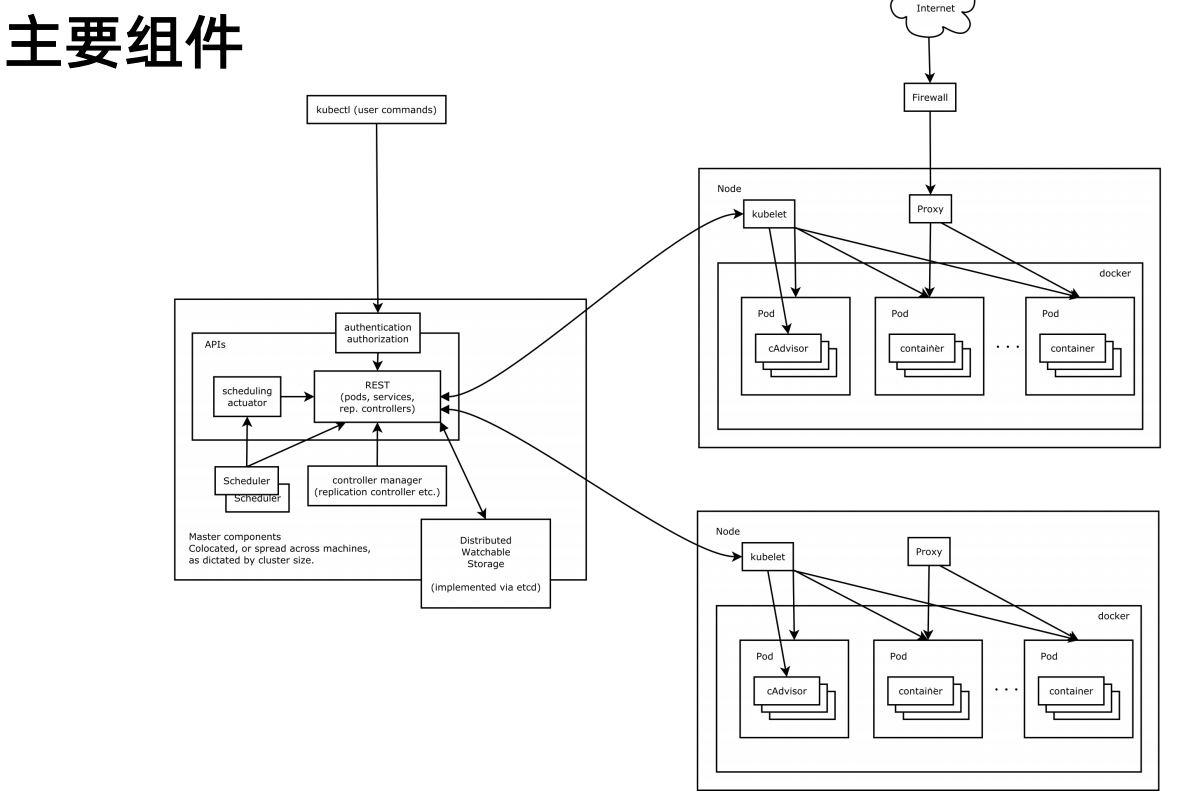 主要组件
Internet
kubectl (user commands)
Firewall
Node
kubelet
Proxy
docker
Pod
cAdvisor
Pod
container
. . .
Pod
container
authentication
authorization
APIs
scheduling
actuator
REST
(pods, services,
rep. controllers)
Scheduler
Scheduler
controller manager
(replication controller etc.)
Master components
Colocated, or spread across machines,
as dictated by cluster size.
Distributed
Watchable
Storage
(implemented via etcd)
Node
kubelet
Proxy
docker
Pod
cAdvisor
Pod
container
. . .
Pod
container